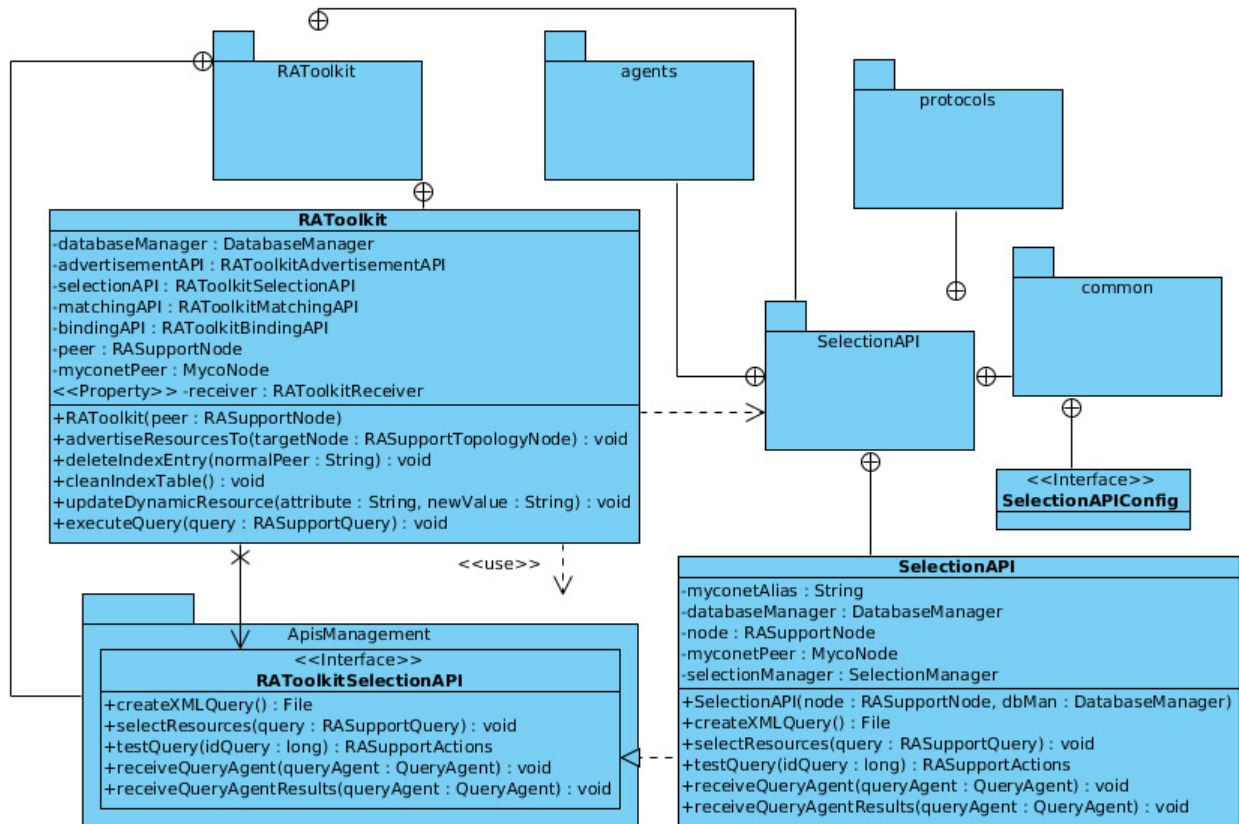 RAToolkit
agents
protocols
RAToolkit
-databaseManager : DatabaseManager
-advertisementAPI : RAToolkitAdvertisementAPI
-selectionAPI : RAToolkitSelectionAPI
-matchingAPI : RAToolkitMatchingAPI
-bindingAPI : RAToolkitBindingAPI
-peer : RASupportNode
-myconetPeer : MycoNode
<<Property>> -receiver : RAToolkitReceiver
+RAToolkit(peer : RASupportNode)
+advertiseResourcesTo(targetNode : RASupportTopologyNode) : void
+deleteIndexEntry(normalPeer : String) : void
+cleanIndexTable() : void
+updateDynamicResource(attribute : String, newValue : String) : void
+executeQuery(query : RASupportQuery) : void
common
SelectionAPI
<<Interface>>
SelectionAPIConfig
<<use>>
ApisManagement
<<Interface>>
RAToolkitSelectionAPI
+createXMLQuery() : File
+selectResources(query : RASupportQuery) : void
+testQuery(idQuery : long) : RASupportActions
+receiveQueryAgent(queryAgent : QueryAgent) : void
+receiveQueryAgentResults(queryAgent : QueryAgent) : void
SelectionAPI
-myconetAlias : String
-databaseManager : DatabaseManager
-node : RASupportNode
-myconetPeer : MycoNode
-selectionManager : SelectionManager
+SelectionAPI(node : RASupportNode, dbMan : DatabaseManager)
+createXMLQuery() : File
+selectResources(query : RASupportQuery) : void
+testQuery(idQuery : long) : RASupportActions
+receiveQueryAgent(queryAgent : QueryAgent) : void
+receiveQueryAgentResults(queryAgent : QueryAgent) : void